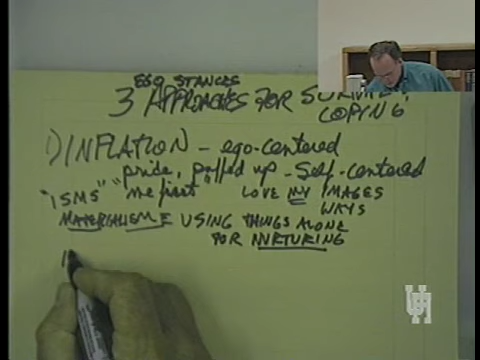 EGO STANCES
3 APPROACHES FOR SURVIVAL
COPING
1) INFLATION - ego-centered
pride, puffed up - self-centered
"ISMS" "me first" LOVE MY IMAGES
WAYS
MATERIALISM USING THINGS ALONE
FOR NURTURING
UH